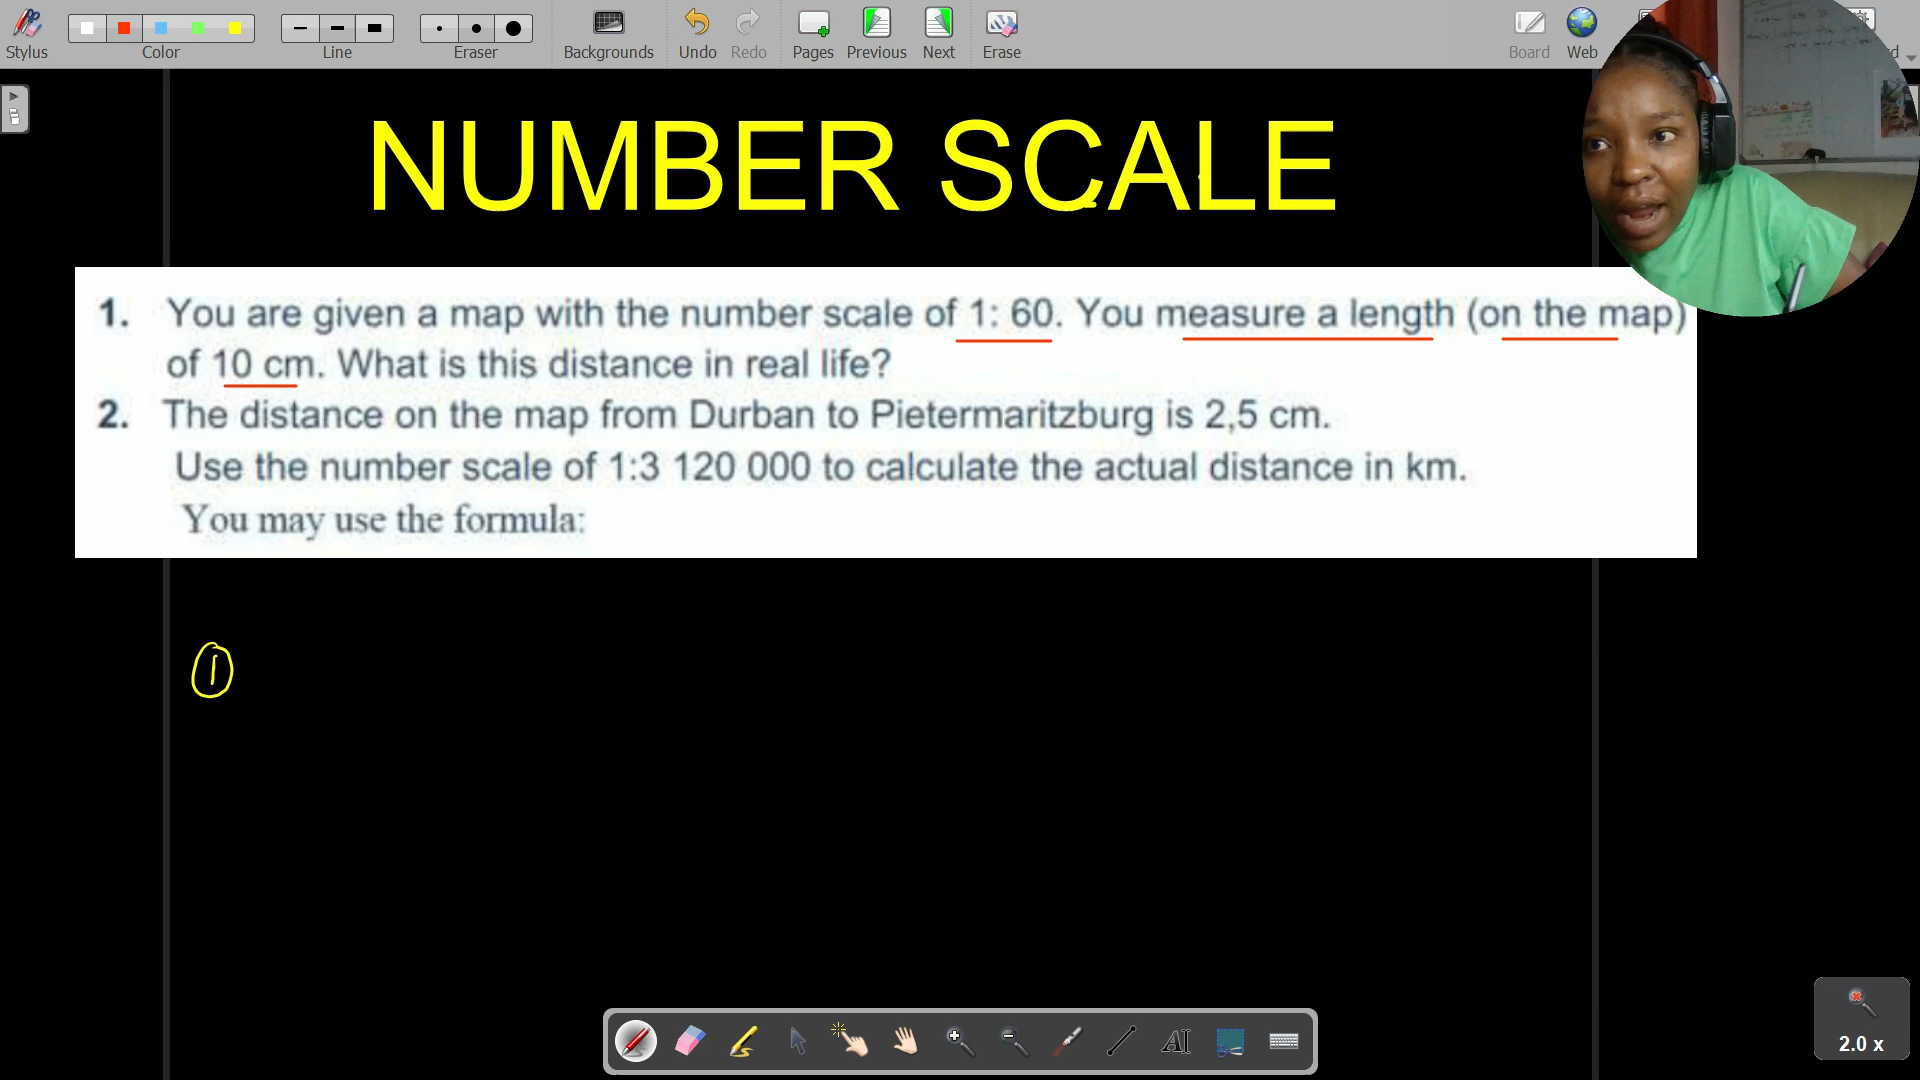 Stylus
Color
Line
Eraser
Backgrounds
Undo
Redo
Pages
Previous
Next
Erase
Board
Web
NUMBER SCALE
1. You are given a map with the number scale of 1: 60. You measure a length (on the map)
of 10 cm. What is this distance in real life?
2. The distance on the map from Durban to Pietermaritzburg is 2,5 cm.
Use the number scale of 1:3 120 000 to calculate the actual distance in km.
You may use the formula:
1
AI
2.0 x